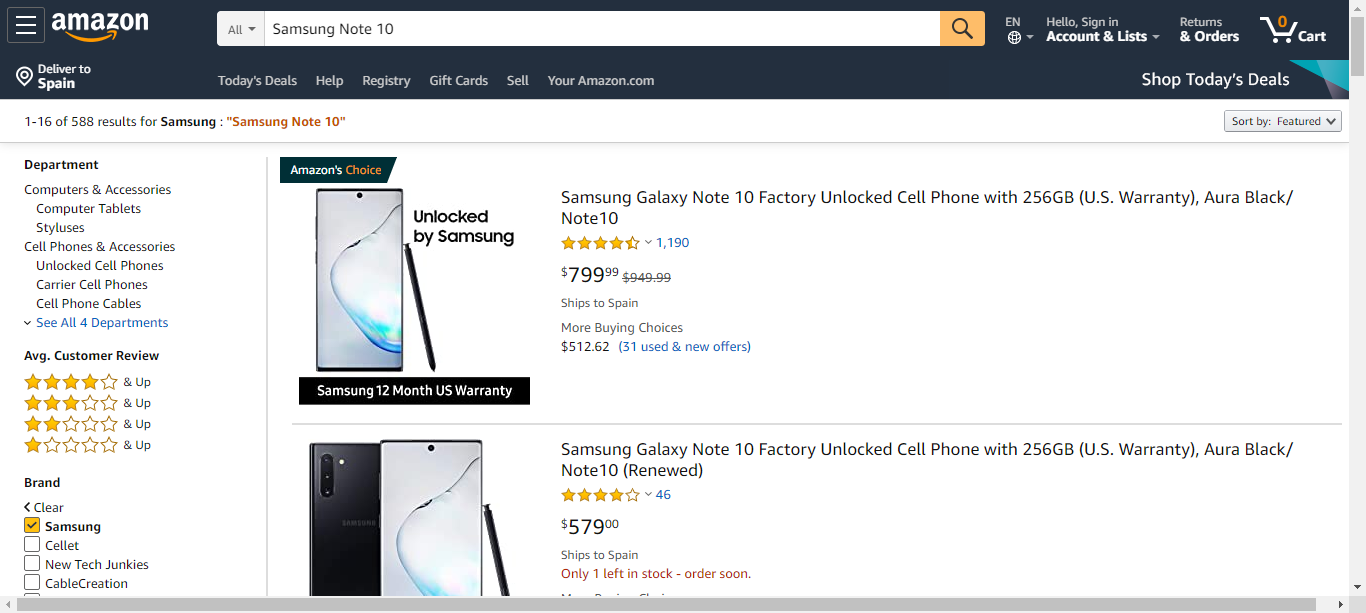 amazon
All
Samsung Note 10
EN
Hello, Sign in
Account & Lists
Returns
& Orders
0
Cart
Deliver to
Spain
Today's Deals Help Registry Gift Cards Sell Your Amazon.com
Shop Today's Deals
1-16 of 588 results for Samsung : "Samsung Note 10"
Sort by: Featured
Department
Computers & Accessories
Computer Tablets
Styluses
Cell Phones & Accessories
Unlocked Cell Phones
Carrier Cell Phones
Cell Phone Cables
See All 4 Departments
Avg. Customer Review
& Up
& Up
& Up
& Up
Brand
Clear
Samsung
Cellet
New Tech Junkies
CableCreation
Amazon's Choice
Unlocked
by Samsung
Samsung 12 Month US Warranty
Samsung Galaxy Note 10 Factory Unlocked Cell Phone with 256GB (U.S. Warranty), Aura Black/
Note10
1,190
$79999 $949.99
Ships to Spain
More Buying Choices
$512.62 (31 used & new offers)
SAMSUNG
Samsung Galaxy Note 10 Factory Unlocked Cell Phone with 256GB (U.S. Warranty), Aura Black/
Note10 (Renewed)
46
$57900
Ships to Spain
Only 1 left in stock - order soon.